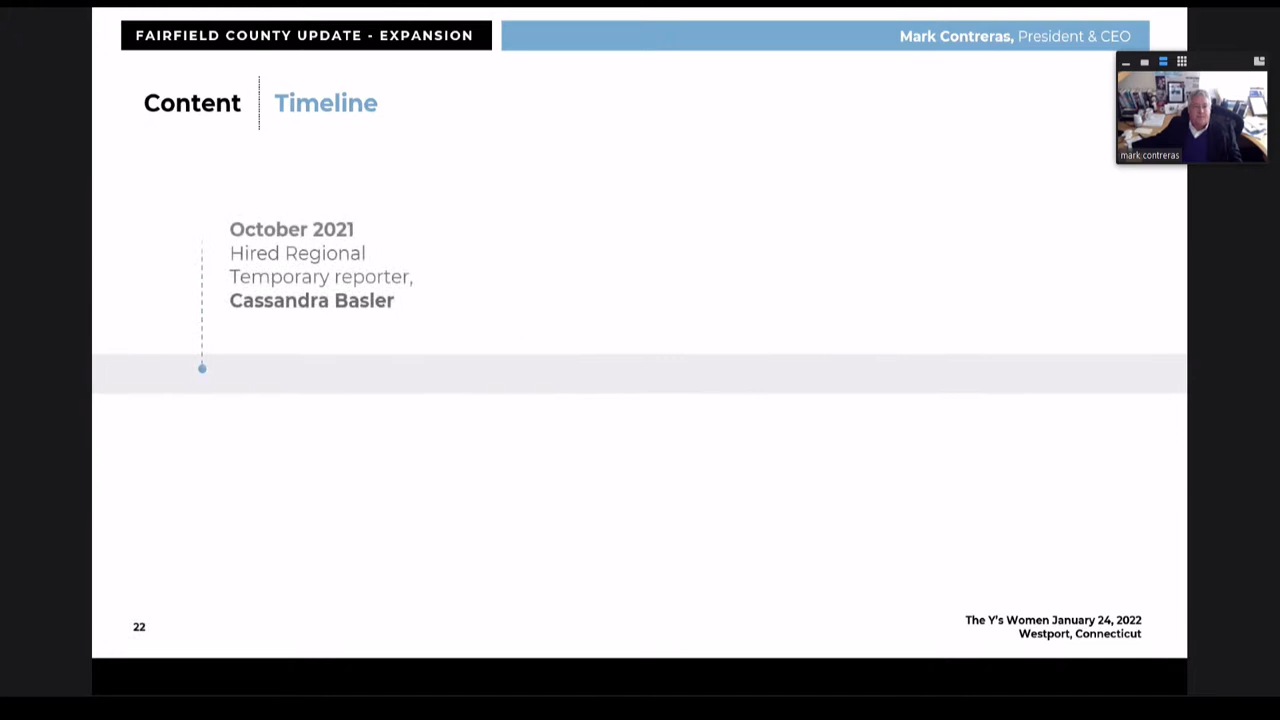 FAIRFIELD COUNTY UPDATE - EXPANSION
Mark Contreras, President & CEO
Content
Timeline
mark contreras
October 2021
Hired Regional
Temporary reporter,
Cassandra Basler
22
The Y's Women January 24, 2022
Westport, Connecticut